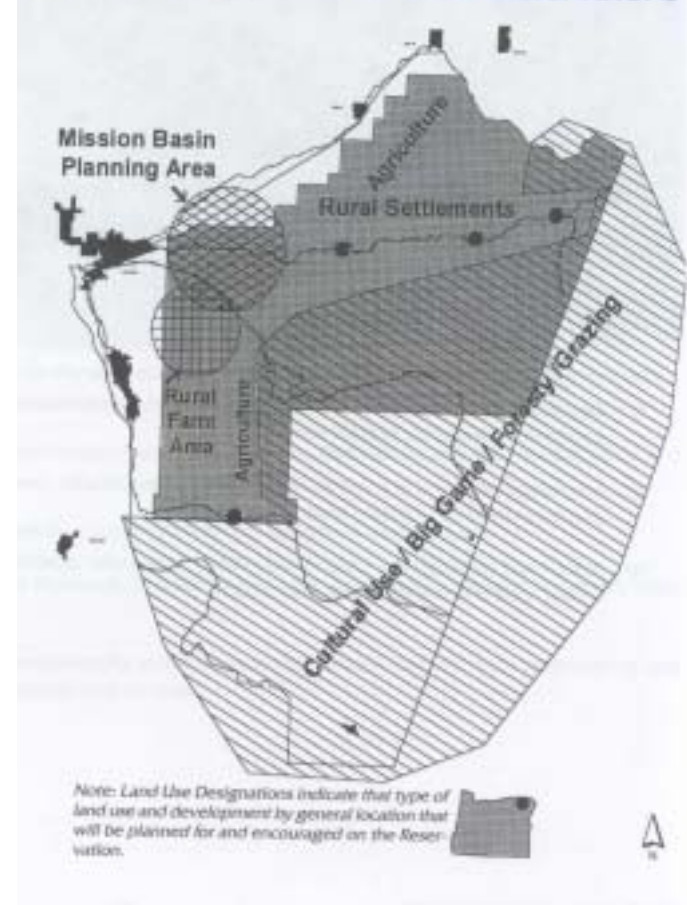 Mission Basin
Planning Area
Agriculture
Rural Settlements
Rural
Farm
Area
Agriculture
Cultural Use / Big Game / Foresty /Grazing
Note: Land Use Designations indicate that type of
land use and development by general location that
will be planned for and encouraged on the Reser-
vation.
N